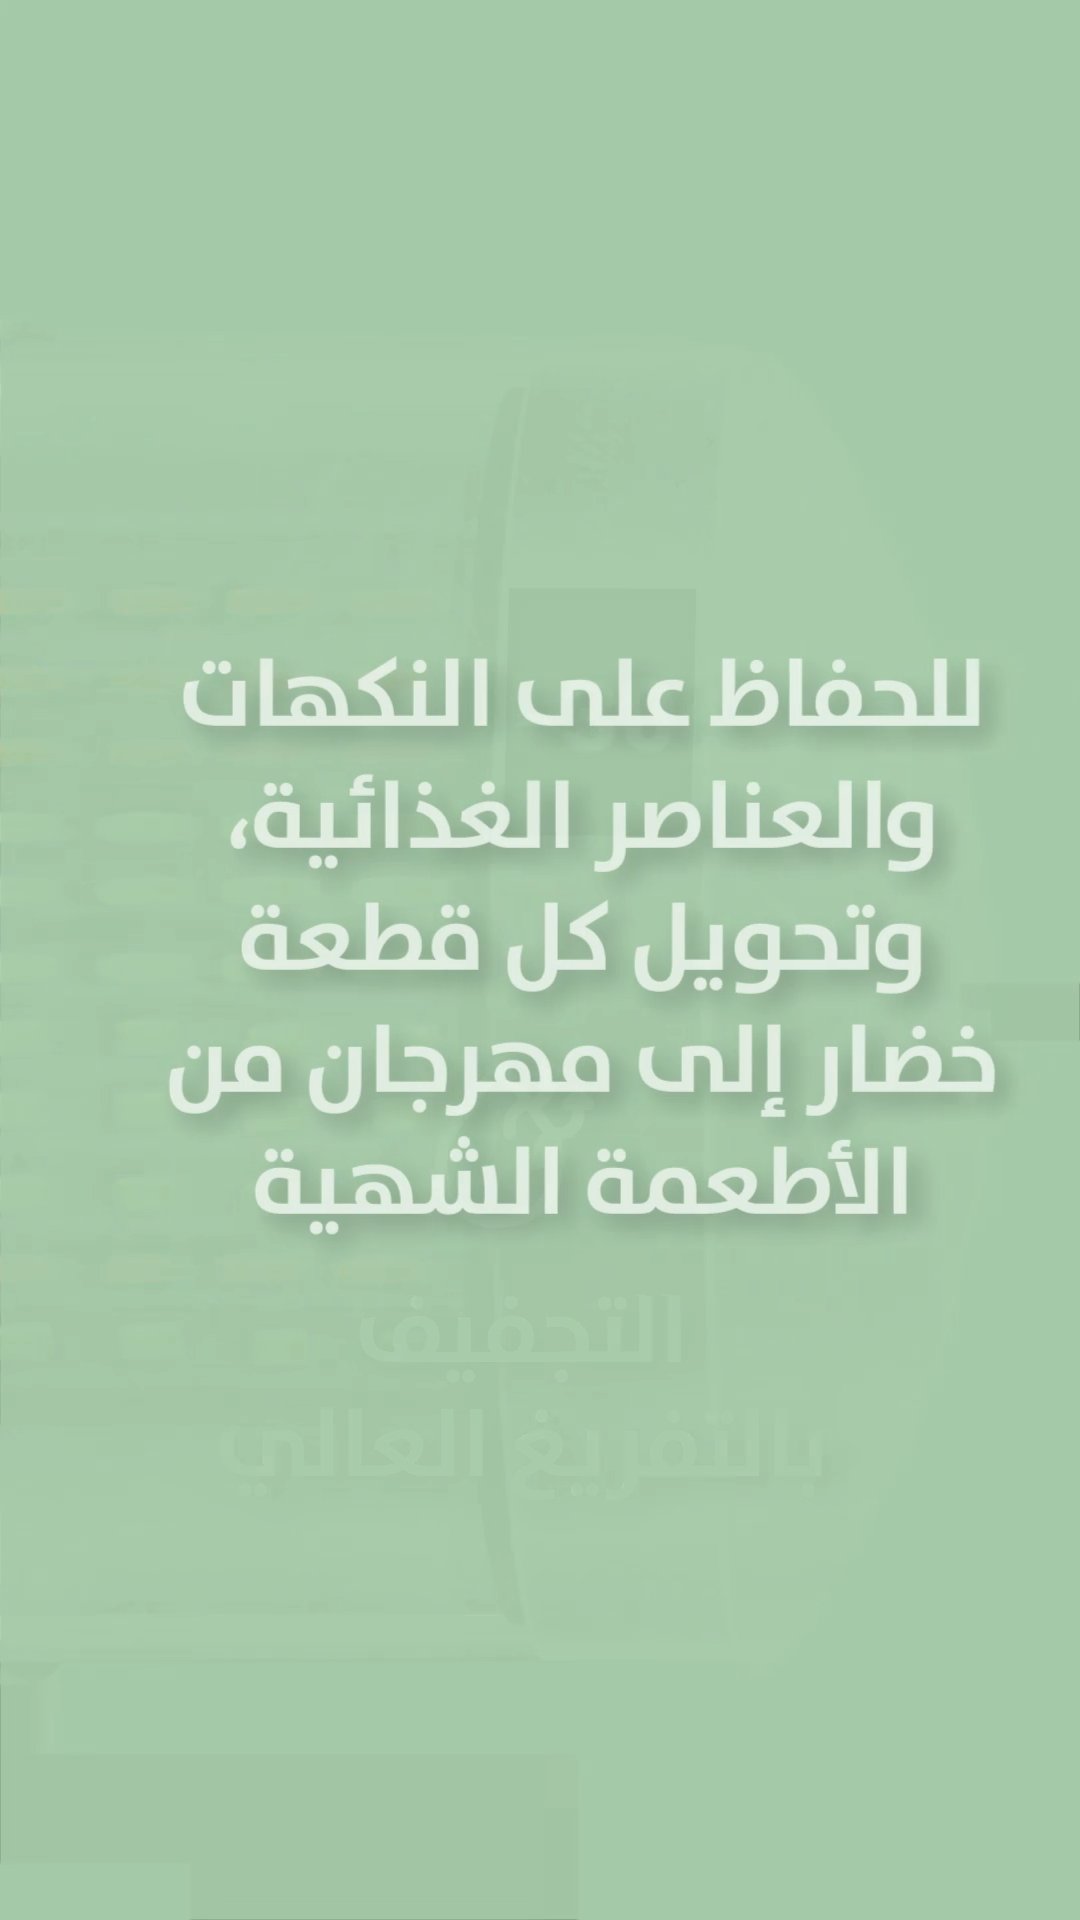 للحفاظ على النكهات
والعناصر الغذائية،
وتحويل كل قطعة
خضار إلى مهرجان من
الأطعمة الشهية
التجفيف
بالتفريغ العالي